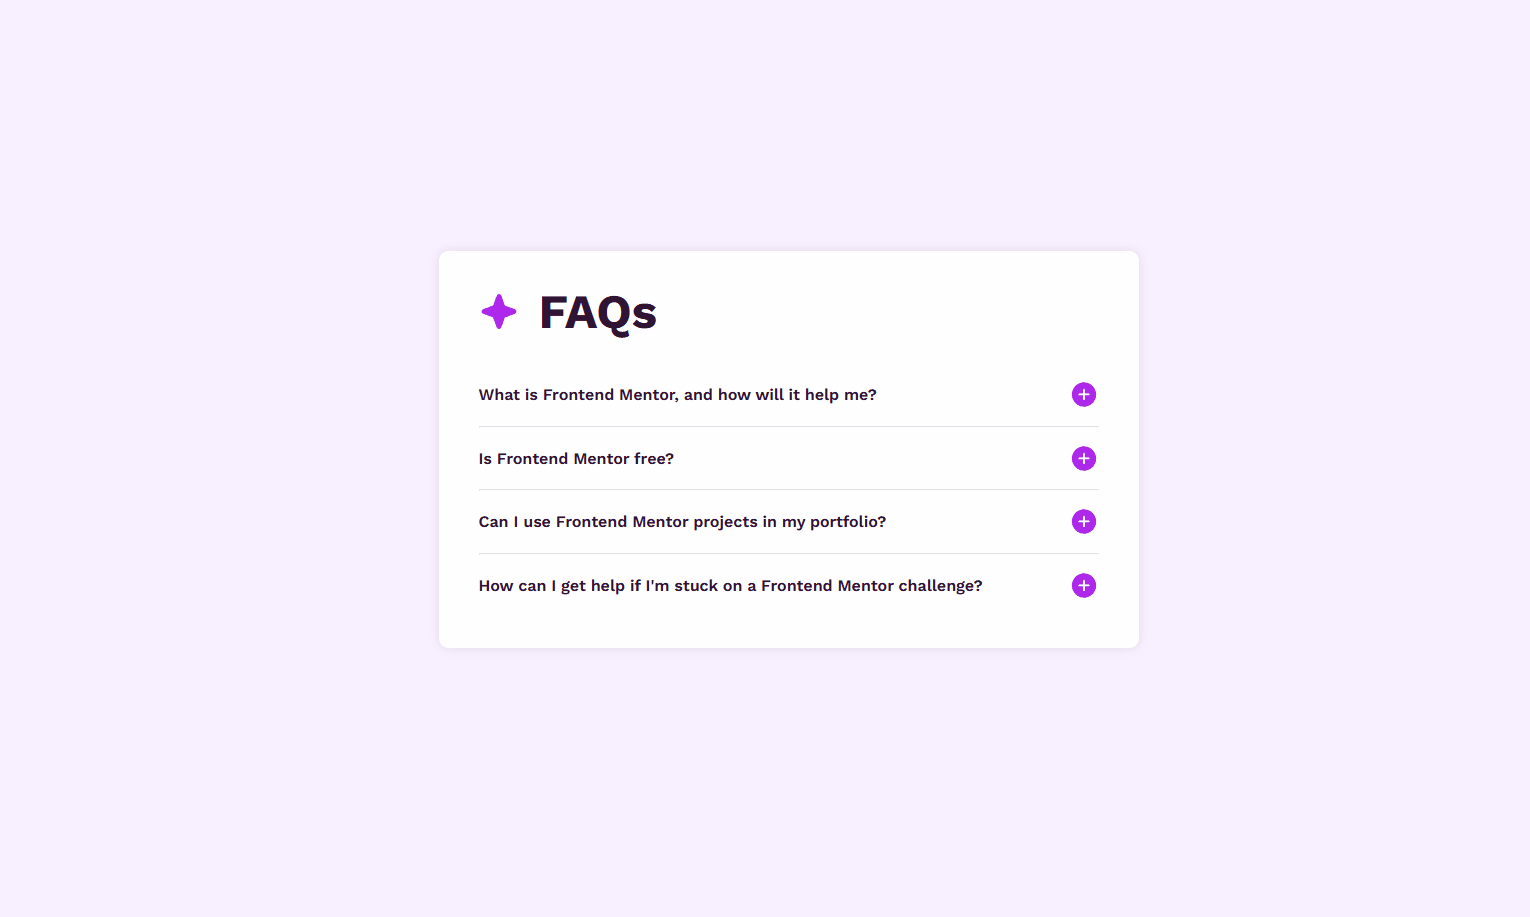 FAQs
What is Frontend Mentor, and how will it help me?
Is Frontend Mentor free?
Can I use Frontend Mentor projects in my portfolio?
How can I get help if I'm stuck on a Frontend Mentor challenge?